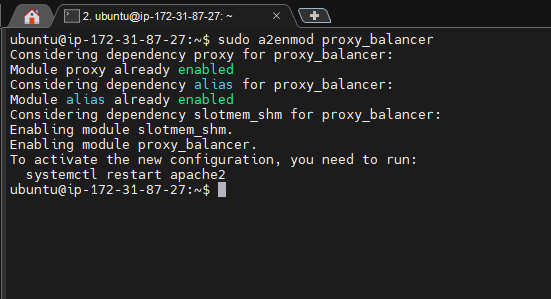 2. ubuntu@ip-172-31-87-27: ~
ubuntu@ip-172-31-87-27:~$ sudo a2enmod proxy_balancer
Considering dependency proxy for proxy_balancer:
Module proxy already enabled
Considering dependency alias for proxy_balancer:
Module alias already enabled
Considering dependency slotmem_shm for proxy_balancer:
Enabling module slotmem_shm.
Enabling module proxy_balancer.
To activate the new configuration, you need to run:
  systemctl restart apache2
ubuntu@ip-172-31-87-27:~$